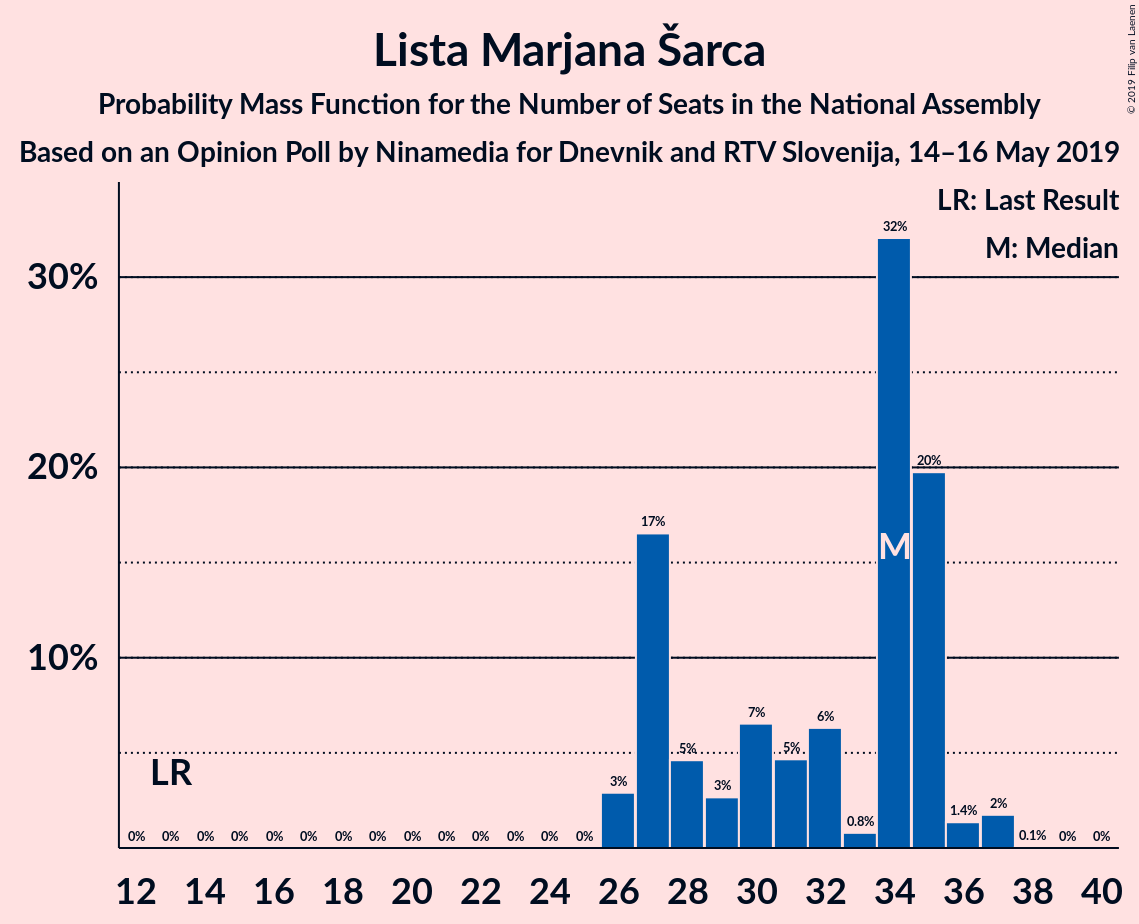 Lista Marjana Šarca
Probability Mass Function for the Number of Seats in the National Assembly
Based on an Opinion Poll by Ninamedia for Dnevnik and RTV Slovenija, 14–16 May 2019
© 2019 Filip van Laenen
LR: Last Result
M: Median
30%
20%
10%
LR
M
0% 0% 0% 0% 0% 0% 0% 0% 0% 0% 0% 0% 0% 0% 3% 17% 5% 3% 7% 5% 6% 0.8% 32% 20% 1.4% 2% 0.1% 0% 0%
12 14 16 18 20 22 24 26 28 30 32 34 36 38 40